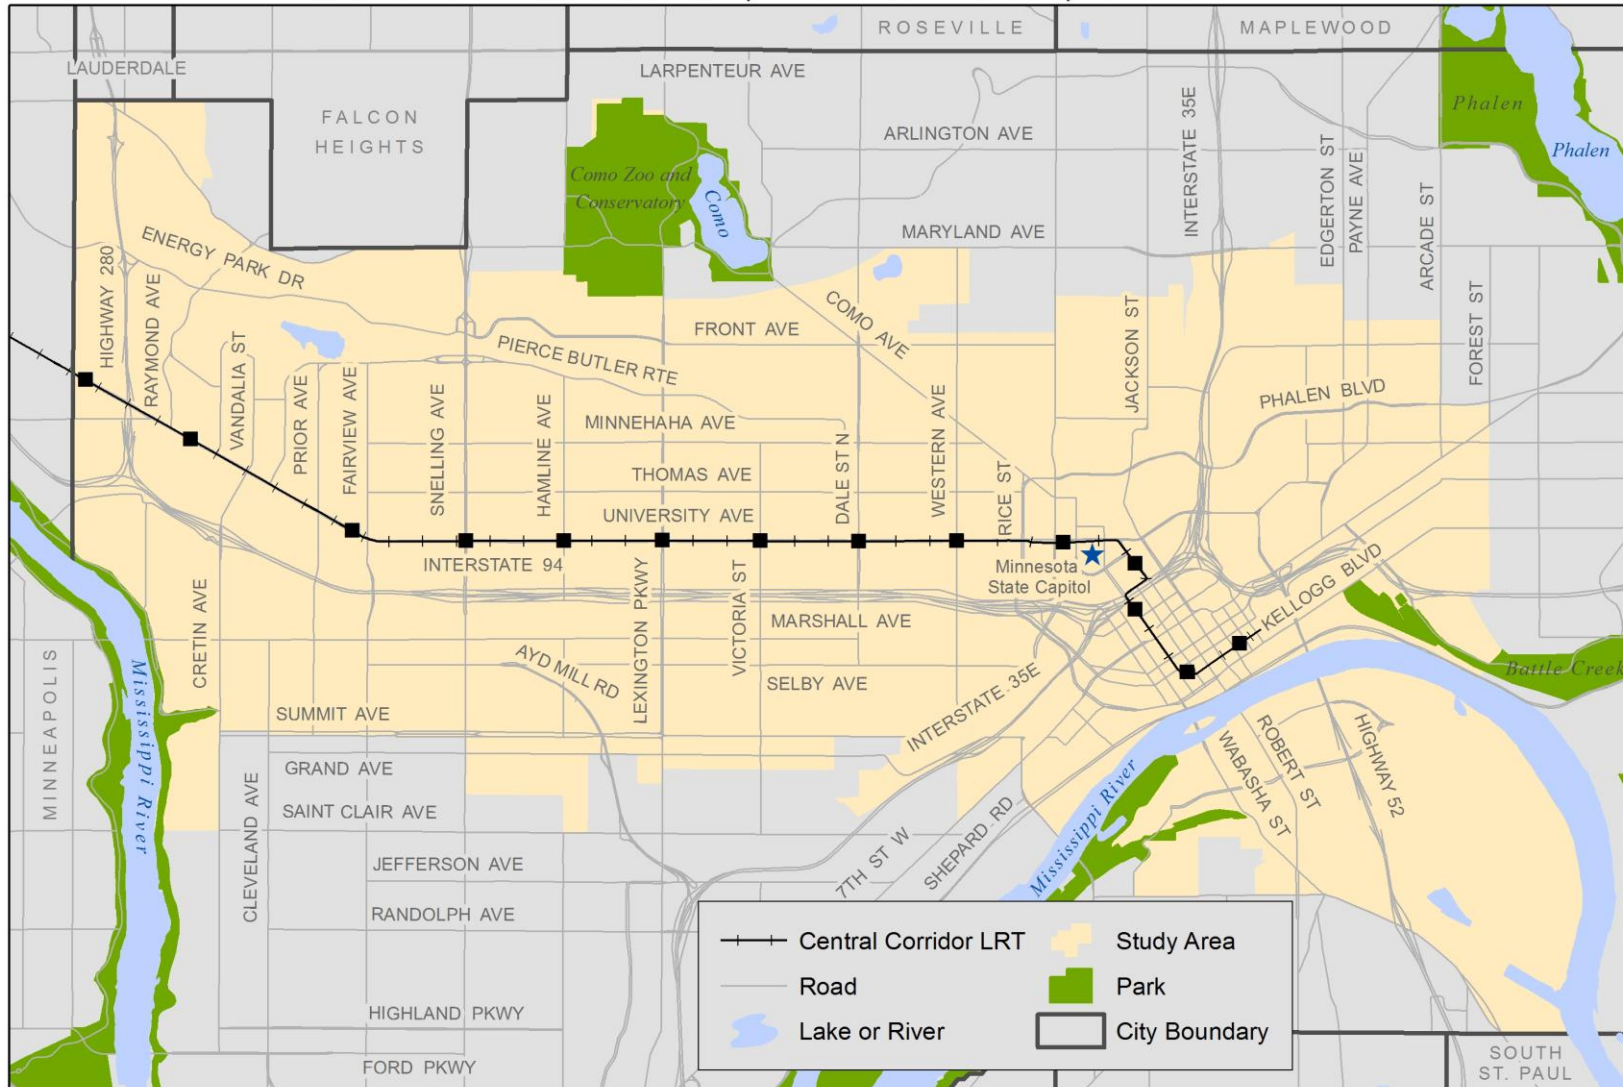 ROSEVILLE
MAPLEWOOD
LAUDERDALE
LARPENTEUR AVE
FALCON
HEIGHTS
ARLINGTON AVE
INTERSTATE 35E
EDGERTON ST
PAYNE AVE
ARCADE ST
Phalen
Phalen
Como Zoo and
Conservatory
Como
MARYLAND AVE
ENERGY PARK DR
HIGHWAY 280
RAYMOND AVE
VANDALIA ST
PRIOR AVE
FAIRVIEW AVE
SNELLING AVE
HAMLINE AVE
FRONT AVE
COMO AVE
PIERCE BUTLER RTE
JACKSON ST
FOREST ST
PHALEN BLVD
MINNEHAHA AVE
THOMAS AVE
UNIVERSITY AVE
DALE ST N
WESTERN AVE
RICE ST
INTERSTATE 94
Minnesota
State Capitol
KELLOGG BLVD
CRETIN AVE
LEXINGTON PKWY
VICTORIA ST
MARSHALL AVE
AYD MILL RD
SELBY AVE
INTERSTATE 35E
Battle Creek
MINNEAPOLIS
Mississippi River
SUMMIT AVE
GRAND AVE
SAINT CLAIR AVE
CLEVELAND AVE
WABASHA ST
ROBERT ST
HIGHWAY 52
Mississippi River
JEFFERSON AVE
7TH ST W
SHEPARD RD
RANDOLPH AVE
HIGHLAND PKWY
FORD PKWY
Central Corridor LRT
Study Area
Road
Park
Lake or River
City Boundary
SOUTH
ST. PAUL